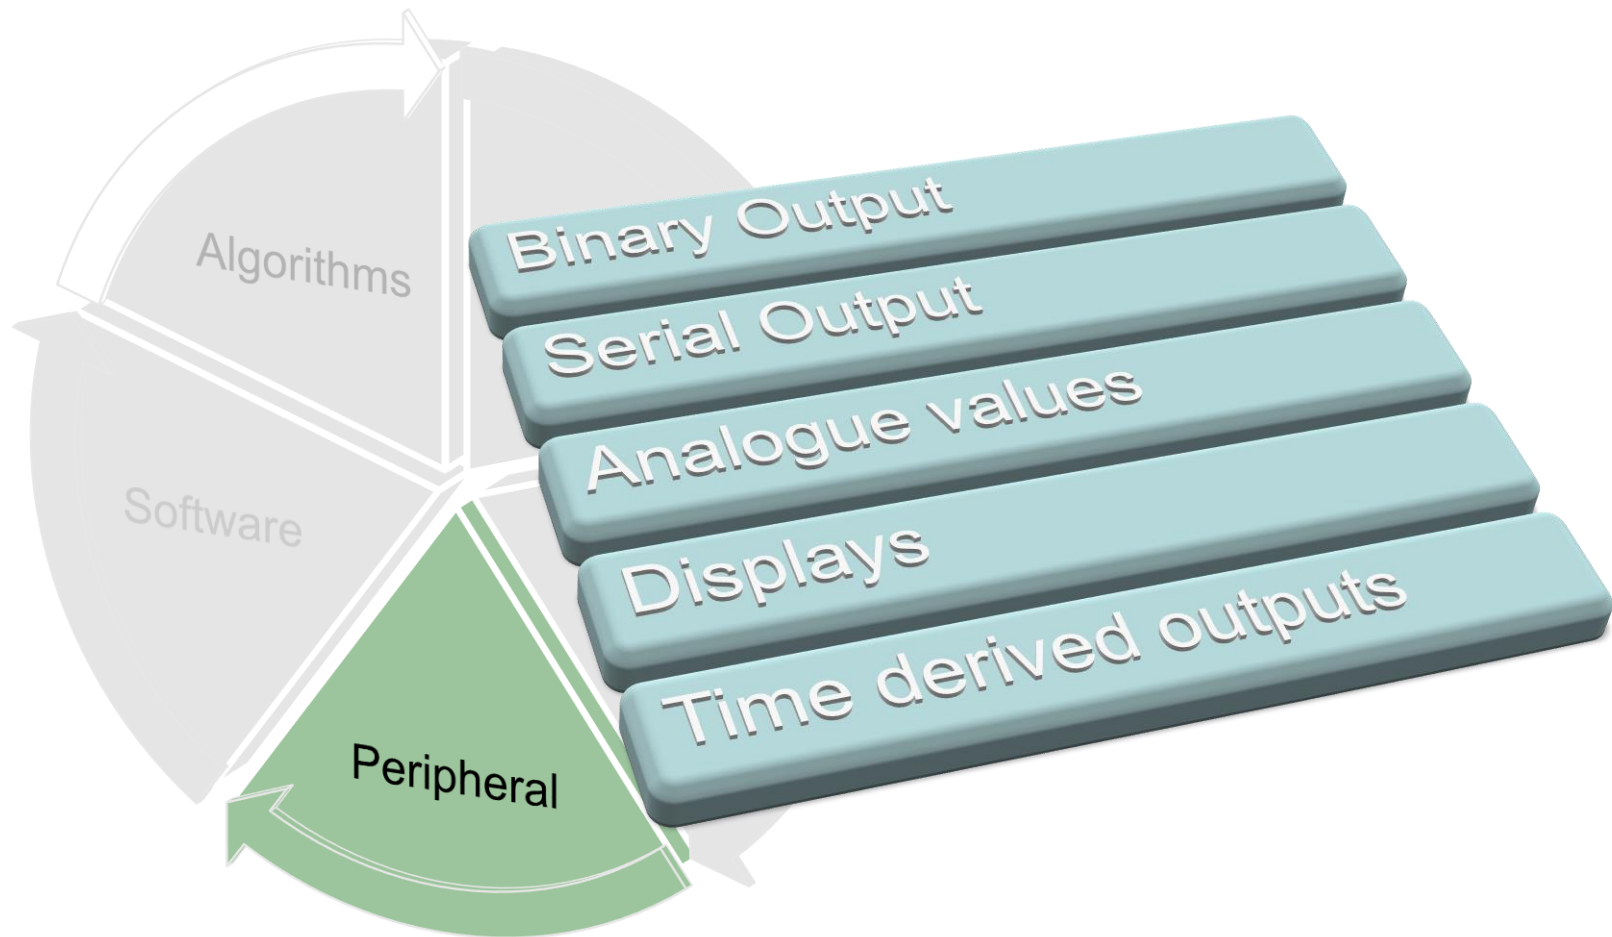 Algorithms
Software
Peripheral
Binary Output
Serial Output
Analogue values
Displays
Time derived outputs